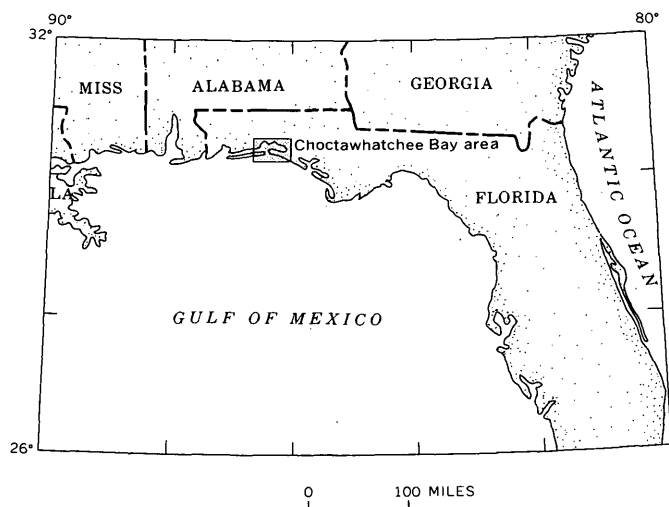 90°
80°
32°
MISS
ALABAMA
GEORGIA
Choctawhatchee Bay area
LA
FLORIDA
ATLANTIC OCEAN
GULF OF MEXICO
26°
0 100 MILES